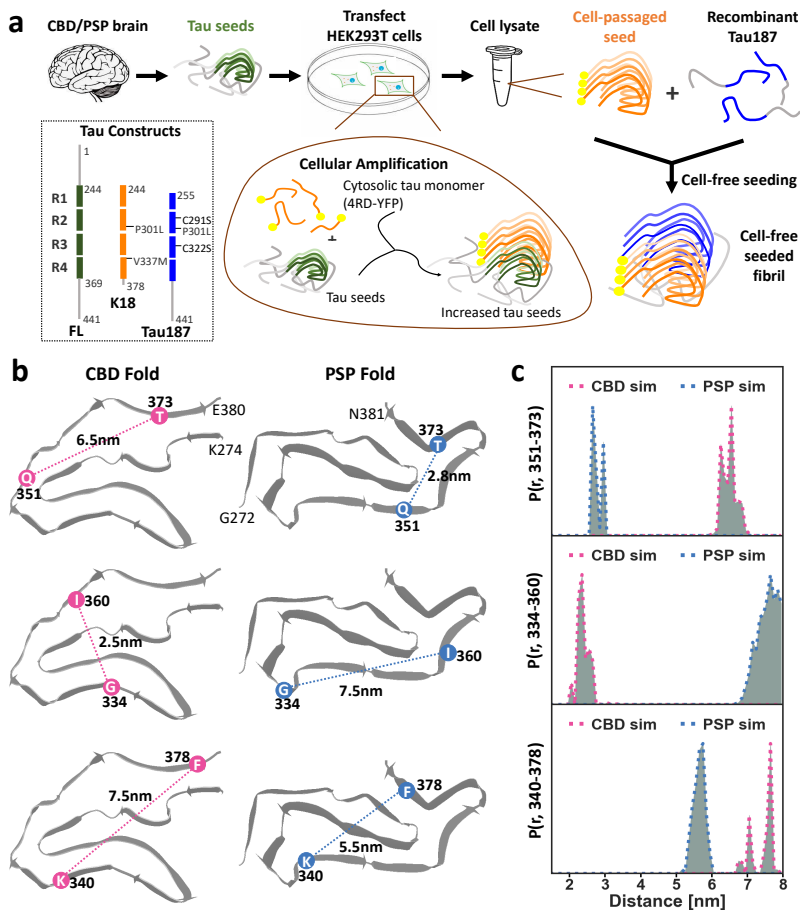 a
CBD/PSP brain
Tau seeds
Transfect
HEK293T cells
Cell lysate
Cell-passaged
seed
Recombinant
Tau187
+
Tau Constructs
1
244
244
255
R1
R2
R3
R4
P301L
V337M
C291S
P301L
C322S
369
378
K18
441
FL
441
Tau187
Cellular Amplification
Cytosolic tau monomer
(4RD-YFP)
+
Tau seeds
Increased tau seeds
Cell-free seeding
Cell-free
seeded
fibril
b
CBD Fold
PSP Fold
373
T
E380
6.5nm
K274
Q
351
N381
373
T
2.8nm
G272
Q
351
I
360
2.5nm
G
334
I
360
G
334
7.5nm
378
F
7.5nm
K
340
378
F
5.5nm
K
340
c
CBD sim
PSP sim
P(r, 351-373)
CBD sim
PSP sim
P(r, 334-360)
CBD sim
PSP sim
P(r, 340-378)
2 3 4 5 6 7 8
Distance [nm]